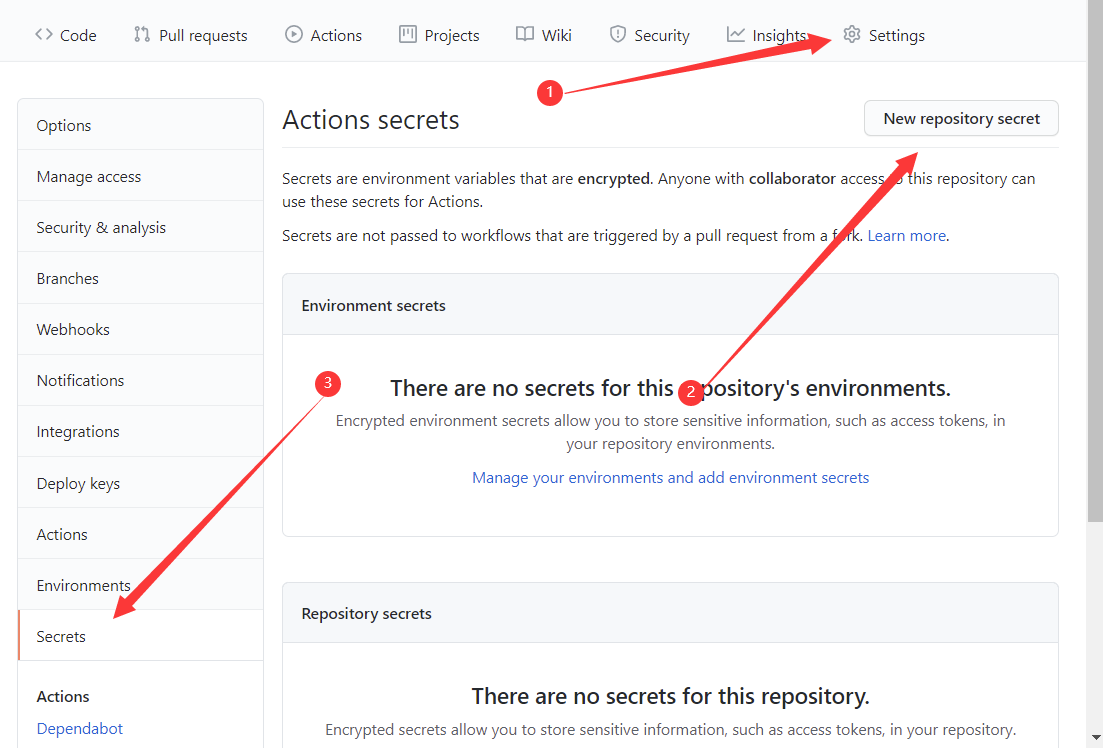 Code Pull requests Actions Projects Wiki Security Insights Settings
1
Options
Manage access
Security & analysis
Branches
Webhooks
Notifications
Integrations
Deploy keys
Actions
Environments
Secrets
Actions
Dependabot
Actions secrets
New repository secret
Secrets are environment variables that are encrypted. Anyone with collaborator access to this repository can
use these secrets for Actions.
Secrets are not passed to workflows that are triggered by a pull request from a fork. Learn more.
Environment secrets
3
There are no secrets for this repository's environments.
2
Encrypted environment secrets allow you to store sensitive information, such as access tokens, in
your repository environments.
Manage your environments and add environment secrets
Repository secrets
There are no secrets for this repository.
Encrypted secrets allow you to store sensitive information, such as access tokens, in your repository.